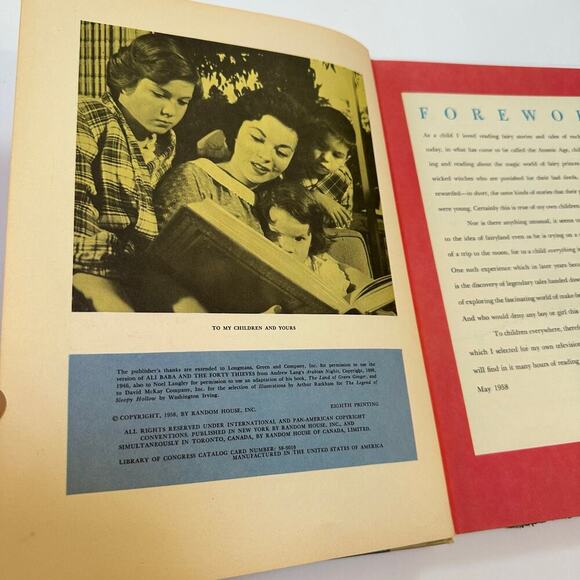 TO MY CHILDREN AND YOURS
The publisher's thanks are extended to Longmans, Green and Company, Inc. for permission to use the
version of ALI BABA AND THE FORTY THIEVES from Andrew Lang's Arabian Nights, Copyright, 1898,
1946, also to Noel Langley for permission to use an adaptation of his book, The Land of Green Ginger, and
to David McKay Company, Inc. for the selection of illustrations by Arthur Rackham for The Legend of
Sleepy Hollow by Washington Irving.
© COPYRIGHT, 1958, BY RANDOM HOUSE, INC. EIGHTH PRINTING
ALL RIGHTS RESERVED UNDER INTERNATIONAL AND PAN-AMERICAN COPYRIGHT
CONVENTIONS. PUBLISHED IN NEW YORK BY RANDOM HOUSE, INC., AND
SIMULTANEOUSLY IN TORONTO, CANADA, BY RANDOM HOUSE OF CANADA, LIMITED.
LIBRARY OF CONGRESS CATALOG CARD NUMBER: 58-9018
MANUFACTURED IN THE UNITED STATES OF AMERICA
FOREWO
As a child I loved reading fairy stories and tales of
today, in what has come to be called the Atomic Age,
ing and reading about the magic world of fairy
wicked witches who are punished for their bad deeds,
rewarded—in short, the same kinds of stories that
were young. Certainly this is true of my own children.
Nor is there anything unusual, it seems
to the idea of fairyland even as he is trying on a
of a trip to the moon, for to a child everything
One such experience which in later years
is the discovery of legendary tales handed
of exploring the fascinating world of make
And who would deny any boy or girl this
To children everywhere,
which I selected for my own
will find in it many hours of
May 1958